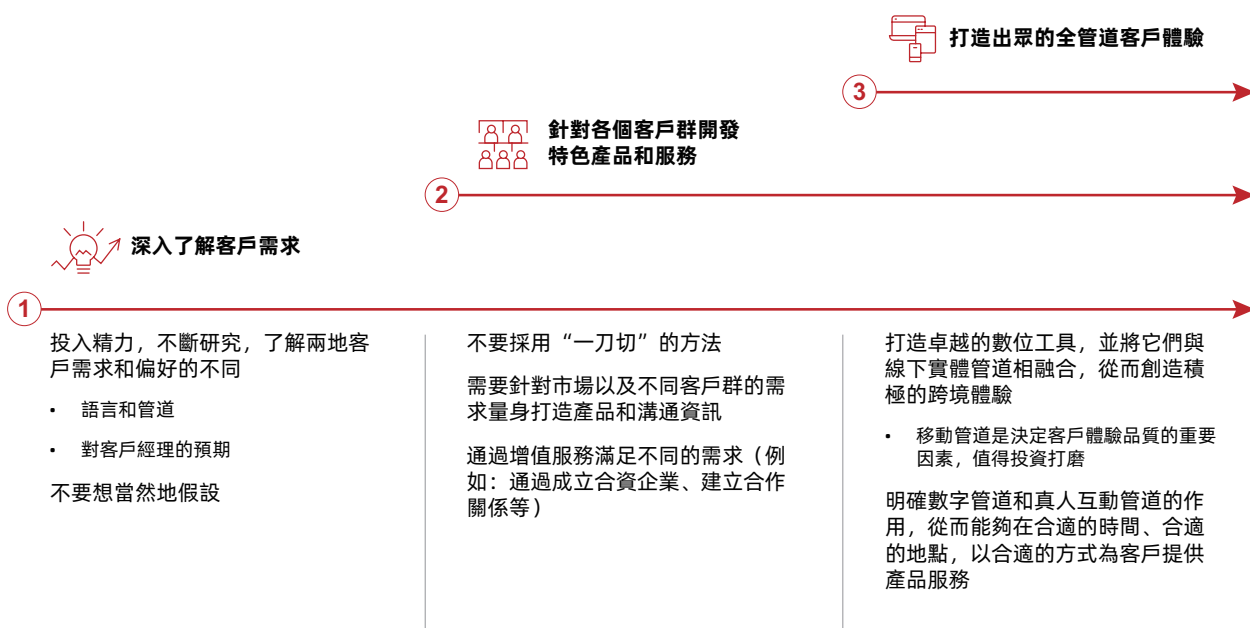 打造出眾的全管道客戶體驗
3
針對各個客戶群開發
特色產品和服務
2
深入了解客戶需求
1
投入精力，不斷研究，了解兩地客
戶需求和偏好的不同
• 語言和管道
• 對客戶經理的預期
不要想當然地假設
不要採用“一刀切”的方法
需要針對市場以及不同客戶群的需
求量身打造產品和溝通資訊
通過增值服務滿足不同的需求（例
如：通過成立合資企業、建立合作
關係等）
打造卓越的數位工具，並將它們與
線下實體管道相融合，從而創造積
極的跨境體驗
• 移動管道是決定客戶體驗品質的重要
因素，值得投資打磨
明確數字管道和真人互動管道的作
用，從而能夠在合適的時間、合適
的地點，以合適的方式為客戶提供
產品服務